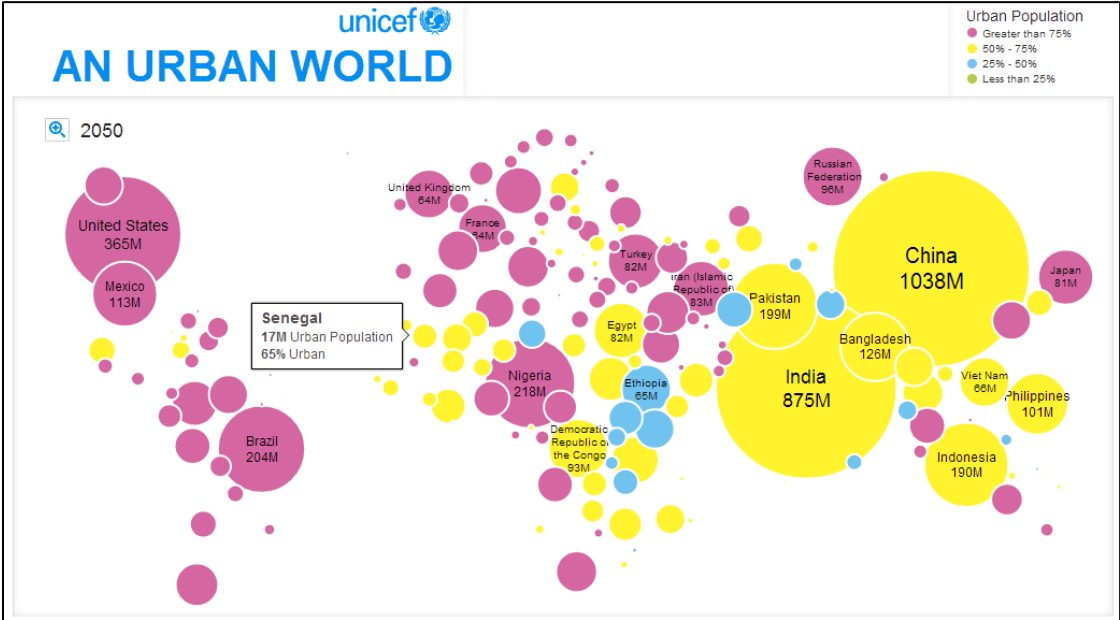 unicef
AN URBAN WORLD
Urban Population
Greater than 75%
50% - 75%
25% - 50%
Less than 25%
2050
United States
365M
Mexico
113M
Brazil
204M
Senegal
17M Urban Population
65% Urban
United Kingdom
64M
France
64M
Turkey
82M
Iran (Islamic
Republic of)
83M
Egypt
82M
Nigeria
218M
Ethiopia
65M
Democratic
Republic of
the Congo
93M
Russian
Federation
96M
China
1038M
Japan
81M
Pakistan
199M
Bangladesh
126M
India
875M
Viet Nam
66M
Philippines
101M
Indonesia
190M